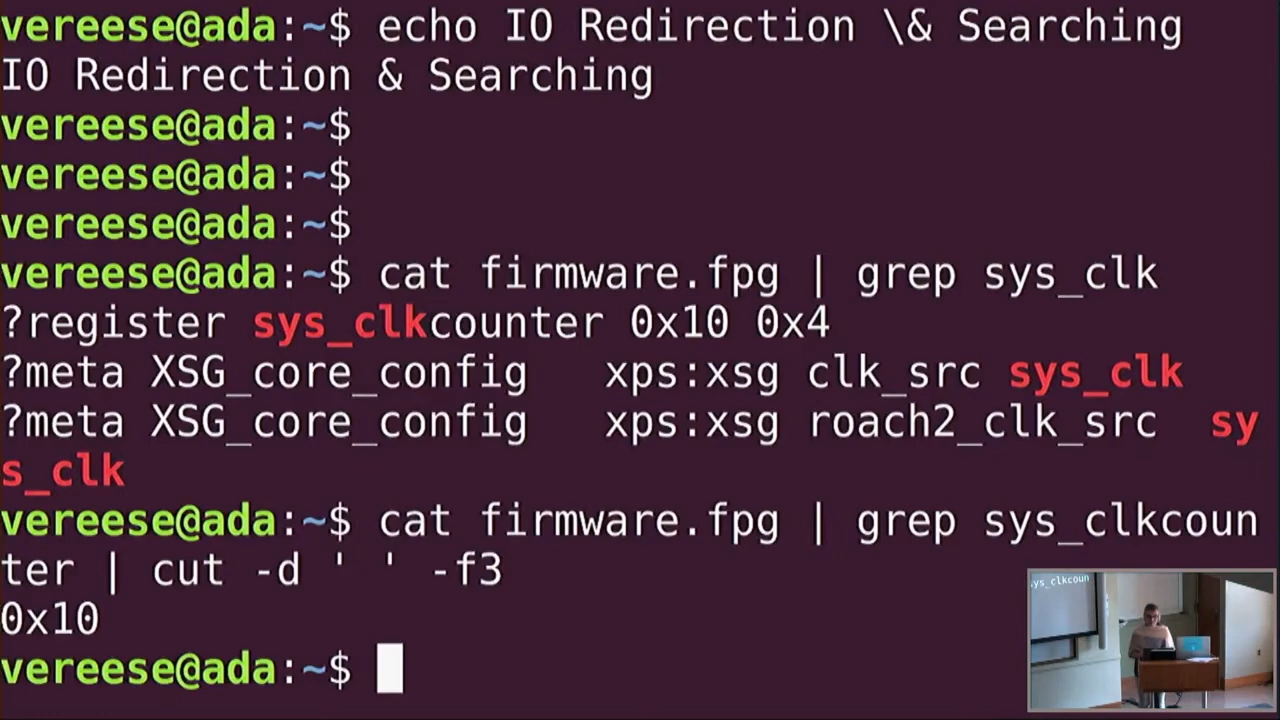 vereese@ada:~$ echo IO Redirection \& Searching
IO Redirection & Searching
vereese@ada:~$
vereese@ada:~$
vereese@ada:~$
vereese@ada:~$ cat firmware.fpg | grep sys_clk
?register sys_clkcounter 0x10 0x4
?meta XSG_core_config   xps:xsg clk_src sys_clk
?meta XSG_core_config   xps:xsg roach2_clk_src  sy
s_clk
vereese@ada:~$ cat firmware.fpg | grep sys_clkcoun
ter | cut -d ' ' -f3
0x10
vereese@ada:~$
sys_clkcoun